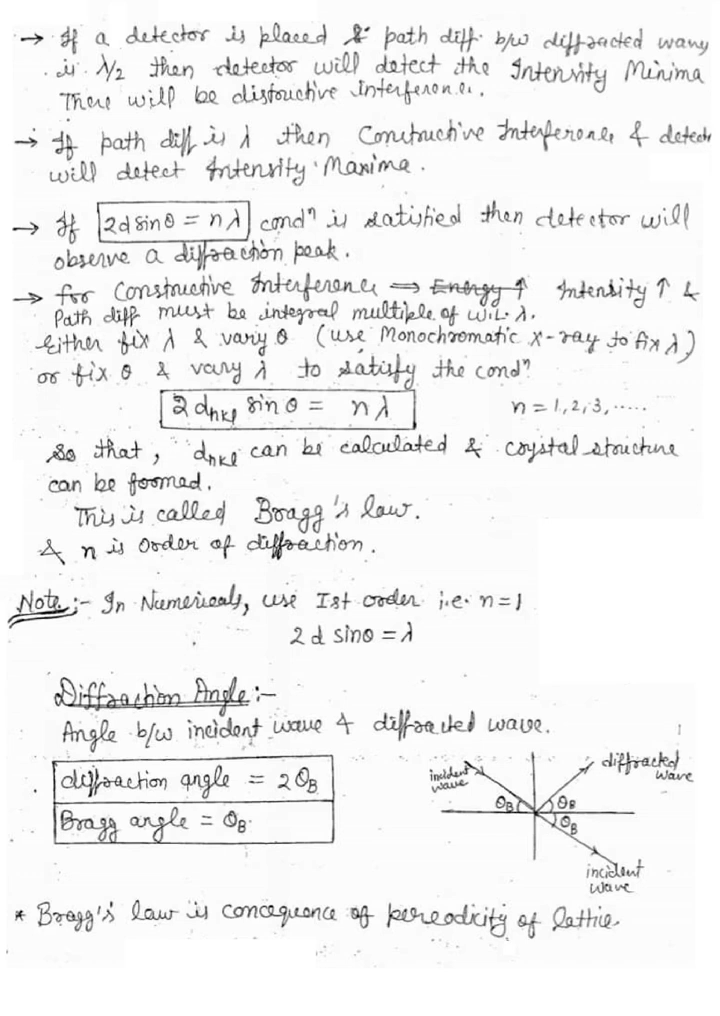 → If a detector is placed & path diff. b/w diffracted wavy
is λ/2 then detector will detect the Intensity Minima
There will be distouctive interference.
→ If path diff is λ then Constructive Interference & detect
will detect Intensity Maxima.
→ If 2d sinθ = nλ condⁿ is satisfied then detector will
observe a diffraction peak.
→ for Constructive Interference ⇒ Energy ↑ Intensity ↑ &
Path diff must be integral multiple of w.L. λ.
Either fix λ & vary θ (use Monochromatic x-ray to fix λ)
or fix θ & vary λ to satisfy the condⁿ
2 dhkl sinθ = nλ n = 1,2,3,.....
So that, dhkl can be calculated & crystal structure
can be formed.
This is called Bragg's law.
& n is order of diffraction.
Note :- In Numericals, use Ist order i.e. n=1
2 d sinθ = λ
Diffraction Angle :-
Angle b/w incident wave & diffracted wave.
diffraction angle = 2θB
Bragg angle = θB.
incident wave
diffracted wave
θB
θB
θB
incident wave
* Bragg's law is consequence of pereodicity of lattice